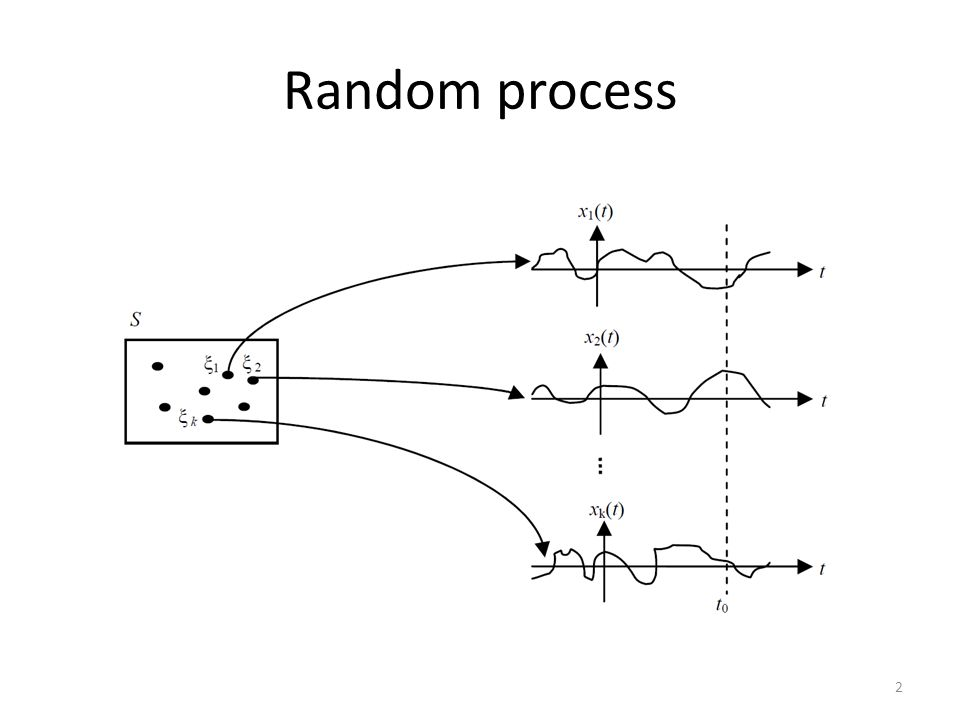 Random process
x₁(t)
t
S
x₂(t)
ξ₁ ξ₂
t
ξₖ
⋮
xₖ(t)
t
t₀
2